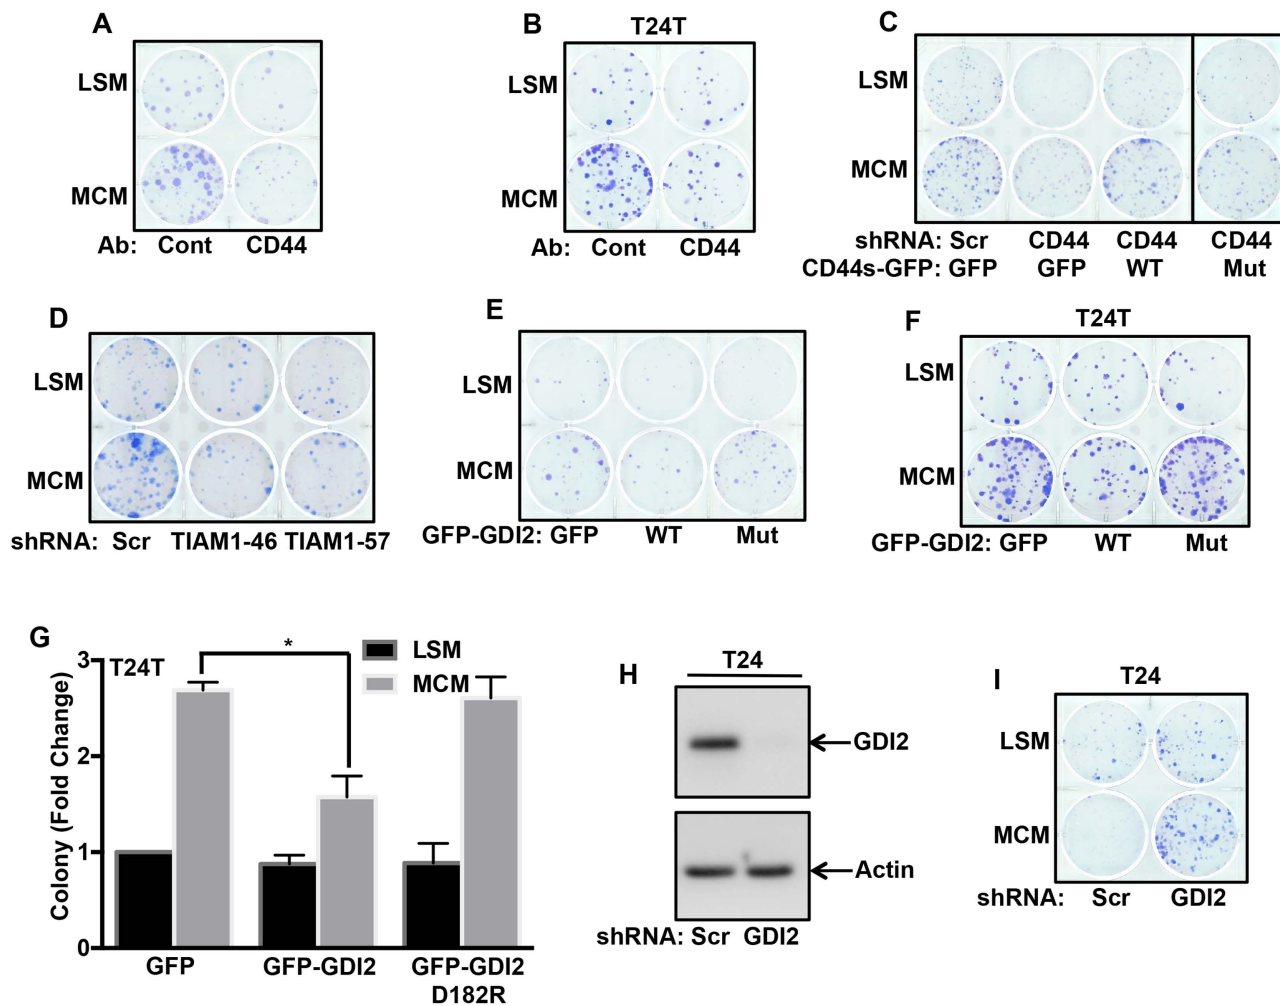 A
LSM
MCM
Ab: Cont CD44
B
T24T
LSM
MCM
Ab: Cont CD44
C
LSM
MCM
shRNA: Scr CD44 CD44 CD44
CD44s-GFP: GFP GFP WT Mut
D
LSM
MCM
shRNA: Scr TIAM1-46 TIAM1-57
E
LSM
MCM
GFP-GDI2: GFP WT Mut
F
T24T
LSM
MCM
GFP-GDI2: GFP WT Mut
G
T24T
*
LSM
MCM
Colony (Fold Change)
3
2
1
0
GFP GFP-GDI2 GFP-GDI2
D182R
H
T24
GDI2
Actin
shRNA: Scr GDI2
I
T24
LSM
MCM
shRNA: Scr GDI2